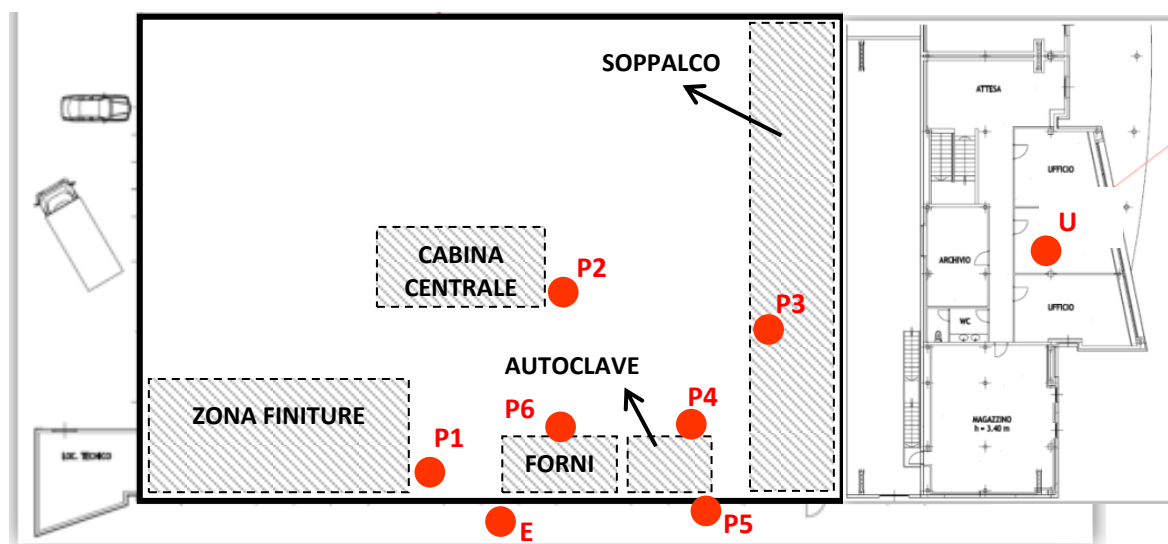 SOPPALCO
ATTESA
UFFICIO
U
CABINA
CENTRALE
P2
ARCHIVIO
P3
UFFICIO
WC
AUTOCLAVE
ZONA FINITURE
P6
P4
P1
FORNI
MAGAZZINO
h = 3.40 m
LOC. TECNICO
E
P5